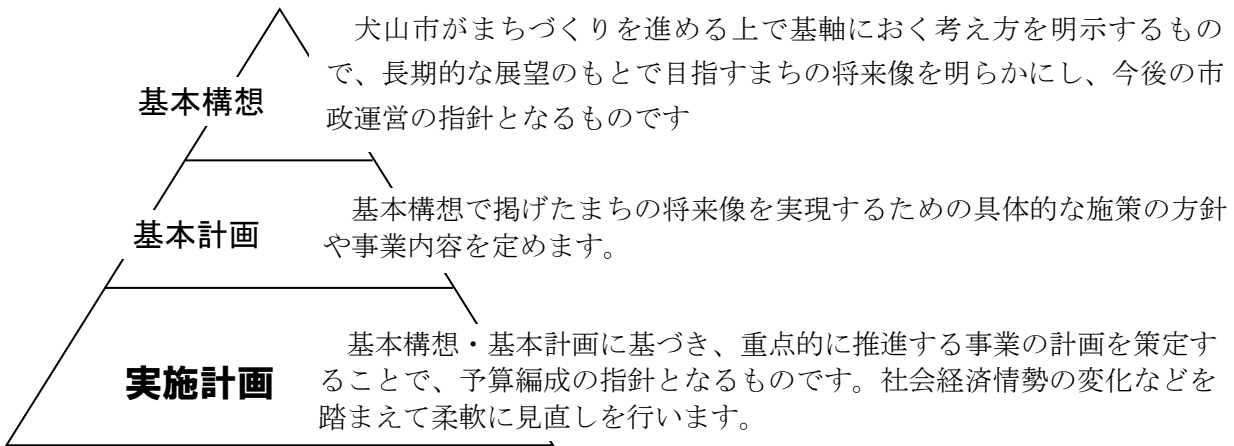 基本構想
犬山市がまちづくりを進める上で基軸におく考え方を明示するもの
で、長期的な展望のもとで目指すまちの将来像を明らかにし、今後の市
政運営の指針となるものです
基本計画
基本構想で掲げたまちの将来像を実現するための具体的な施策の方針
や事業内容を定めます。
実施計画
基本構想・基本計画に基づき、重点的に推進する事業の計画を策定す
ることで、予算編成の指針となるものです。社会経済情勢の変化などを
踏まえて柔軟に見直しを行います。